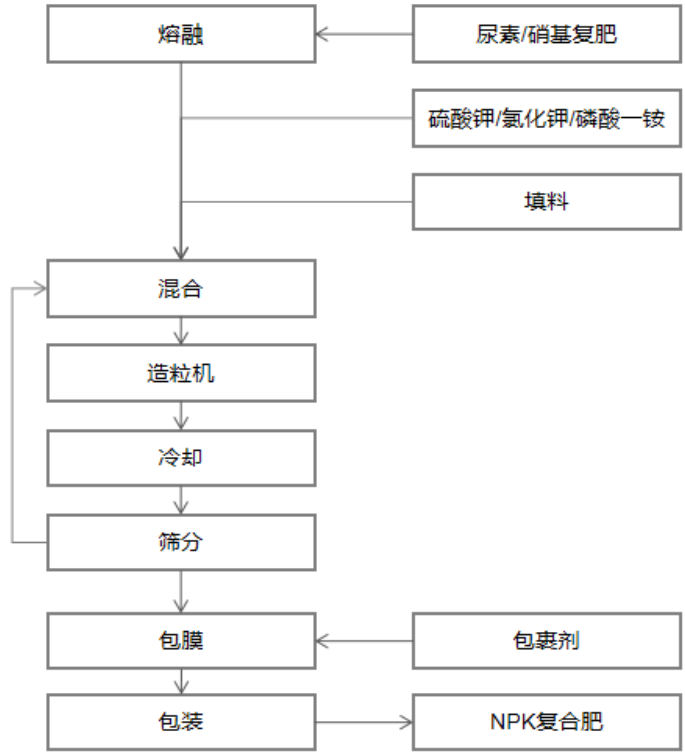 熔融
尿素/硝基复肥
硫酸钾/氯化钾/磷酸一铵
填料
混合
造粒机
冷却
筛分
包膜
包裹剂
包装
NPK复合肥